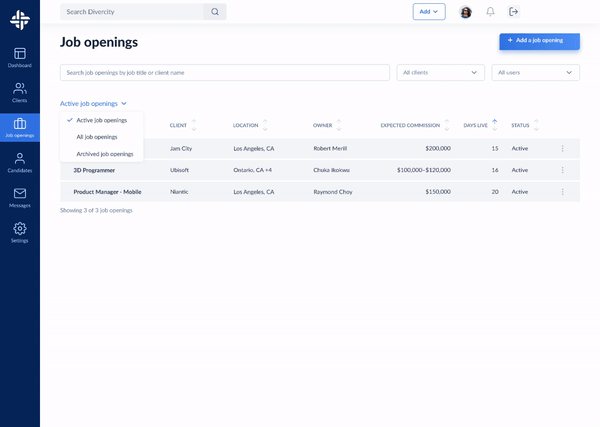 Search Divercity
Add
Dashboard
Clients
Job openings
Candidates
Messages
Settings
Job openings
+ Add a job opening
Search job openings by job title or client name
All clients
All users
Active job openings
Active job openings
All job openings
Archived job openings
CLIENT LOCATION OWNER EXPECTED COMMISSION DAYS LIVE STATUS
Jam City Los Angeles, CA Robert Merill $200,000 15 Active
3D Programmer Ubisoft Ontario, CA +4 Chuka Ikokwu $100,000–$120,000 16 Active
Product Manager - Mobile Niantic Los Angeles, CA Raymond Choy $150,000 20 Active
Showing 3 of 3 job openings